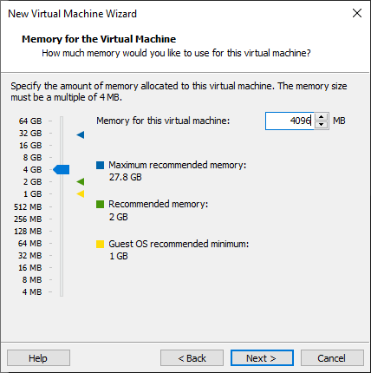 New Virtual Machine Wizard
Memory for the Virtual Machine
How much memory would you like to use for this virtual machine?
Specify the amount of memory allocated to this virtual machine. The memory size
must be a multiple of 4 MB.
64 GB
32 GB
16 GB
8 GB
4 GB
2 GB
1 GB
512 MB
256 MB
128 MB
64 MB
32 MB
16 MB
8 MB
4 MB
Memory for this virtual machine: 4096 MB
Maximum recommended memory:
27.8 GB
Recommended memory:
2 GB
Guest OS recommended minimum:
1 GB
Help < Back Next > Cancel